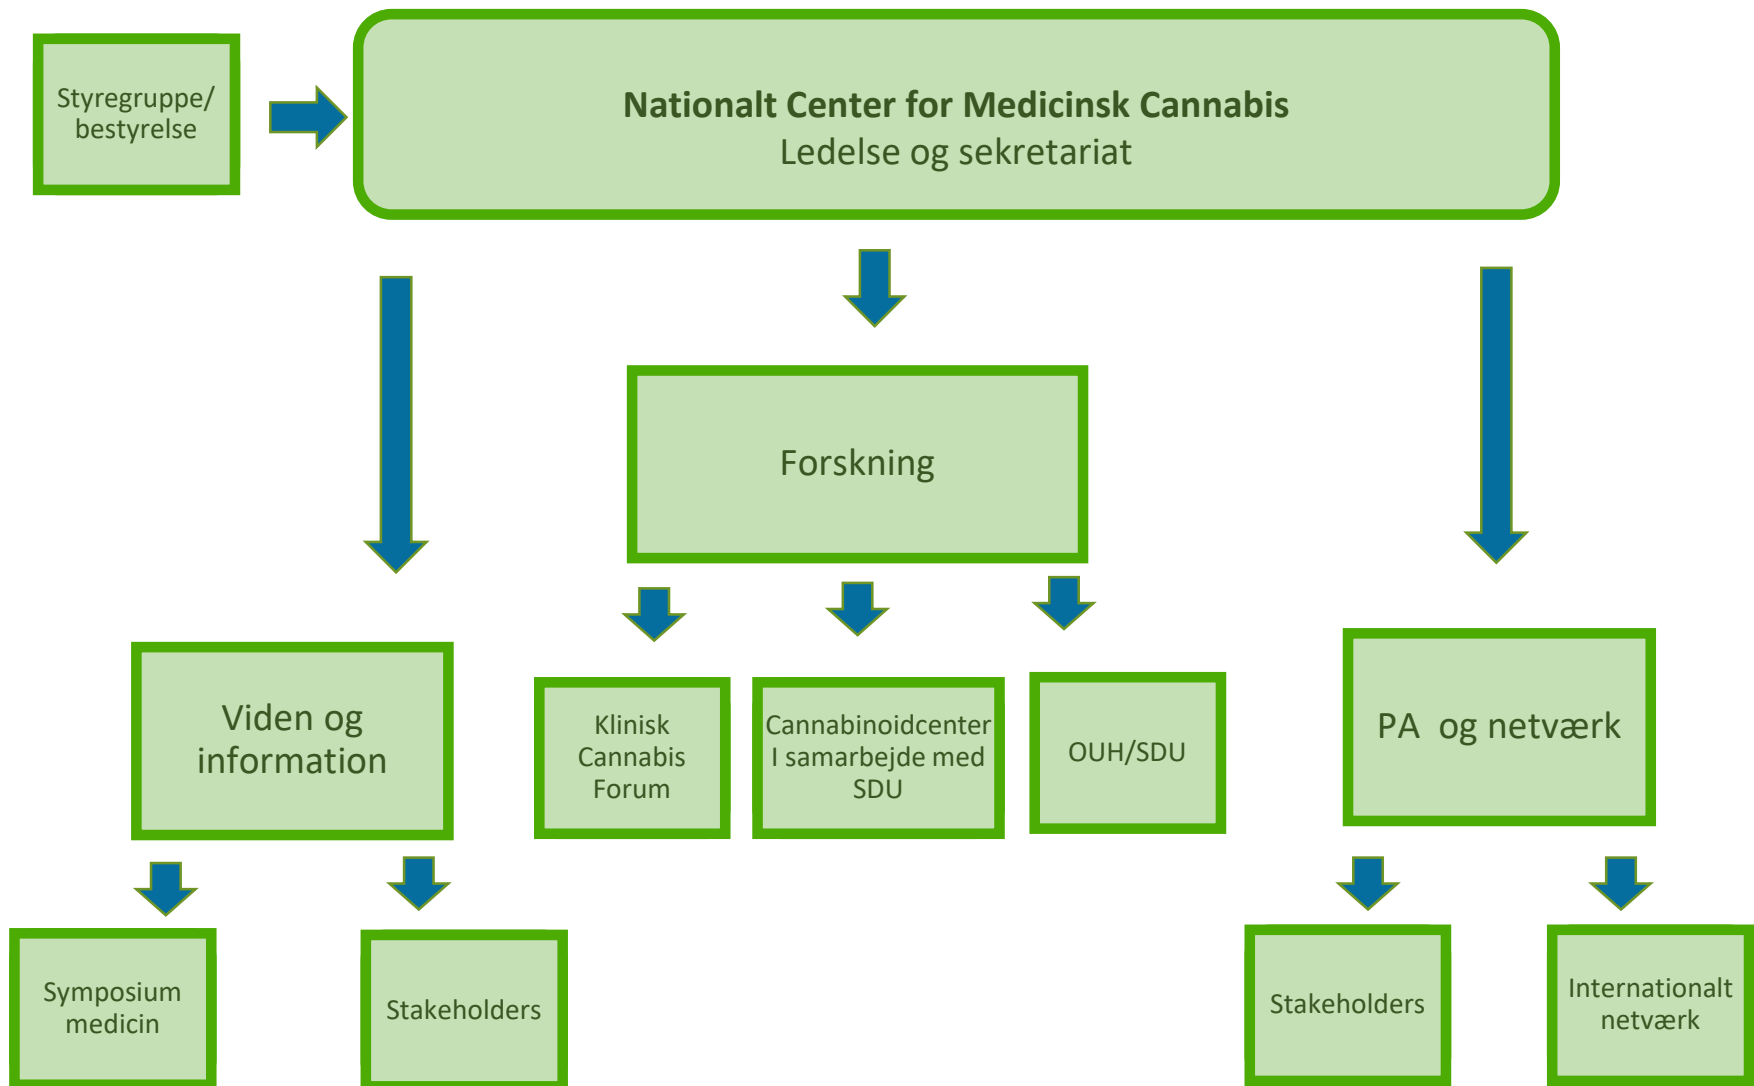 Styregruppe/
bestyrelse
Nationalt Center for Medicinsk Cannabis
Ledelse og sekretariat
Forskning
Viden og
information
Klinisk
Cannabis
Forum
Cannabinoidcenter
I samarbejde med
SDU
OUH/SDU
PA og netværk
Symposium
medicin
Stakeholders
Stakeholders
Internationalt
netværk